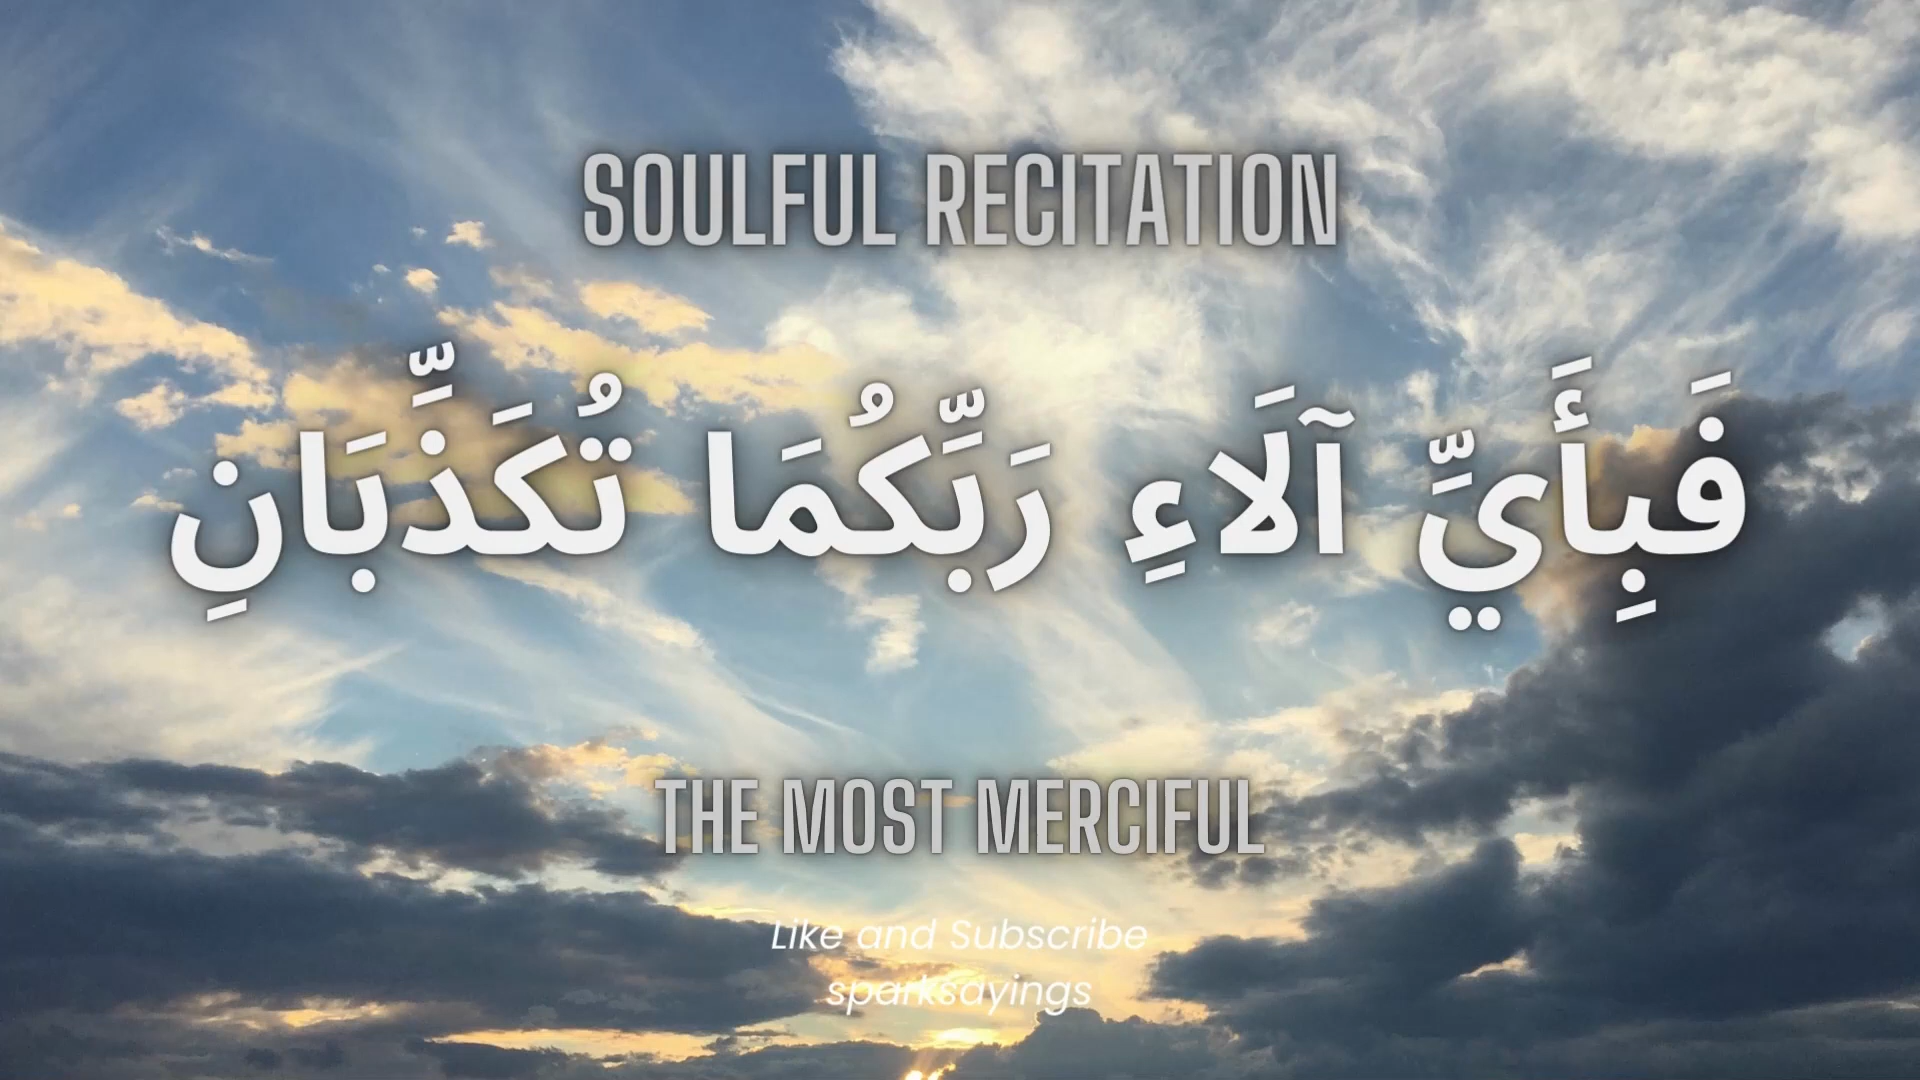 SOULFUL RECITATION
فَبِأَيِّ آلَاءِ رَبِّكُمَا تُكَذِّبَانِ
THE MOST MERCIFUL
Like and Subscribe
sparksayings